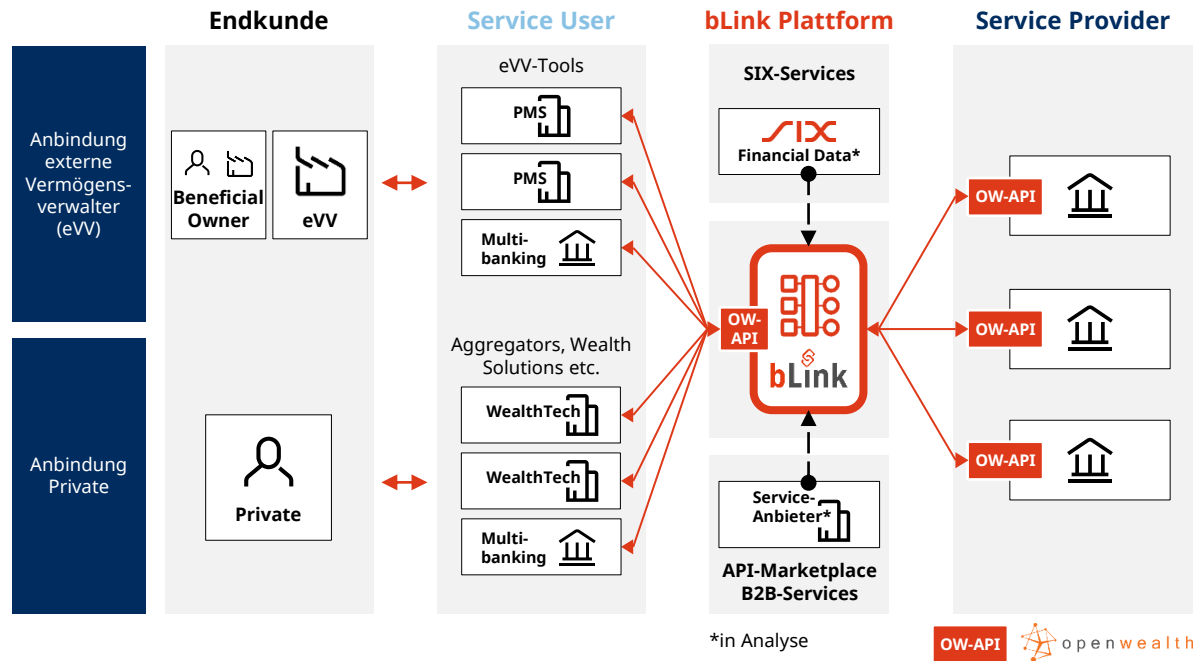 Endkunde
Service User
bLink Plattform
Service Provider
Anbindung
externe
Vermögens-
verwalter
(eVV)
Beneficial
Owner
eVV
eVV-Tools
PMS
PMS
Multi-
banking
SIX-Services
SIX
Financial Data*
OW-
API
bLink
OW-API
OW-API
OW-API
Anbindung
Private
Private
Aggregators, Wealth
Solutions etc.
WealthTech
WealthTech
Multi-
banking
Service-
Anbieter*
API-Marketplace
B2B-Services
*in Analyse
OW-API
openwealth